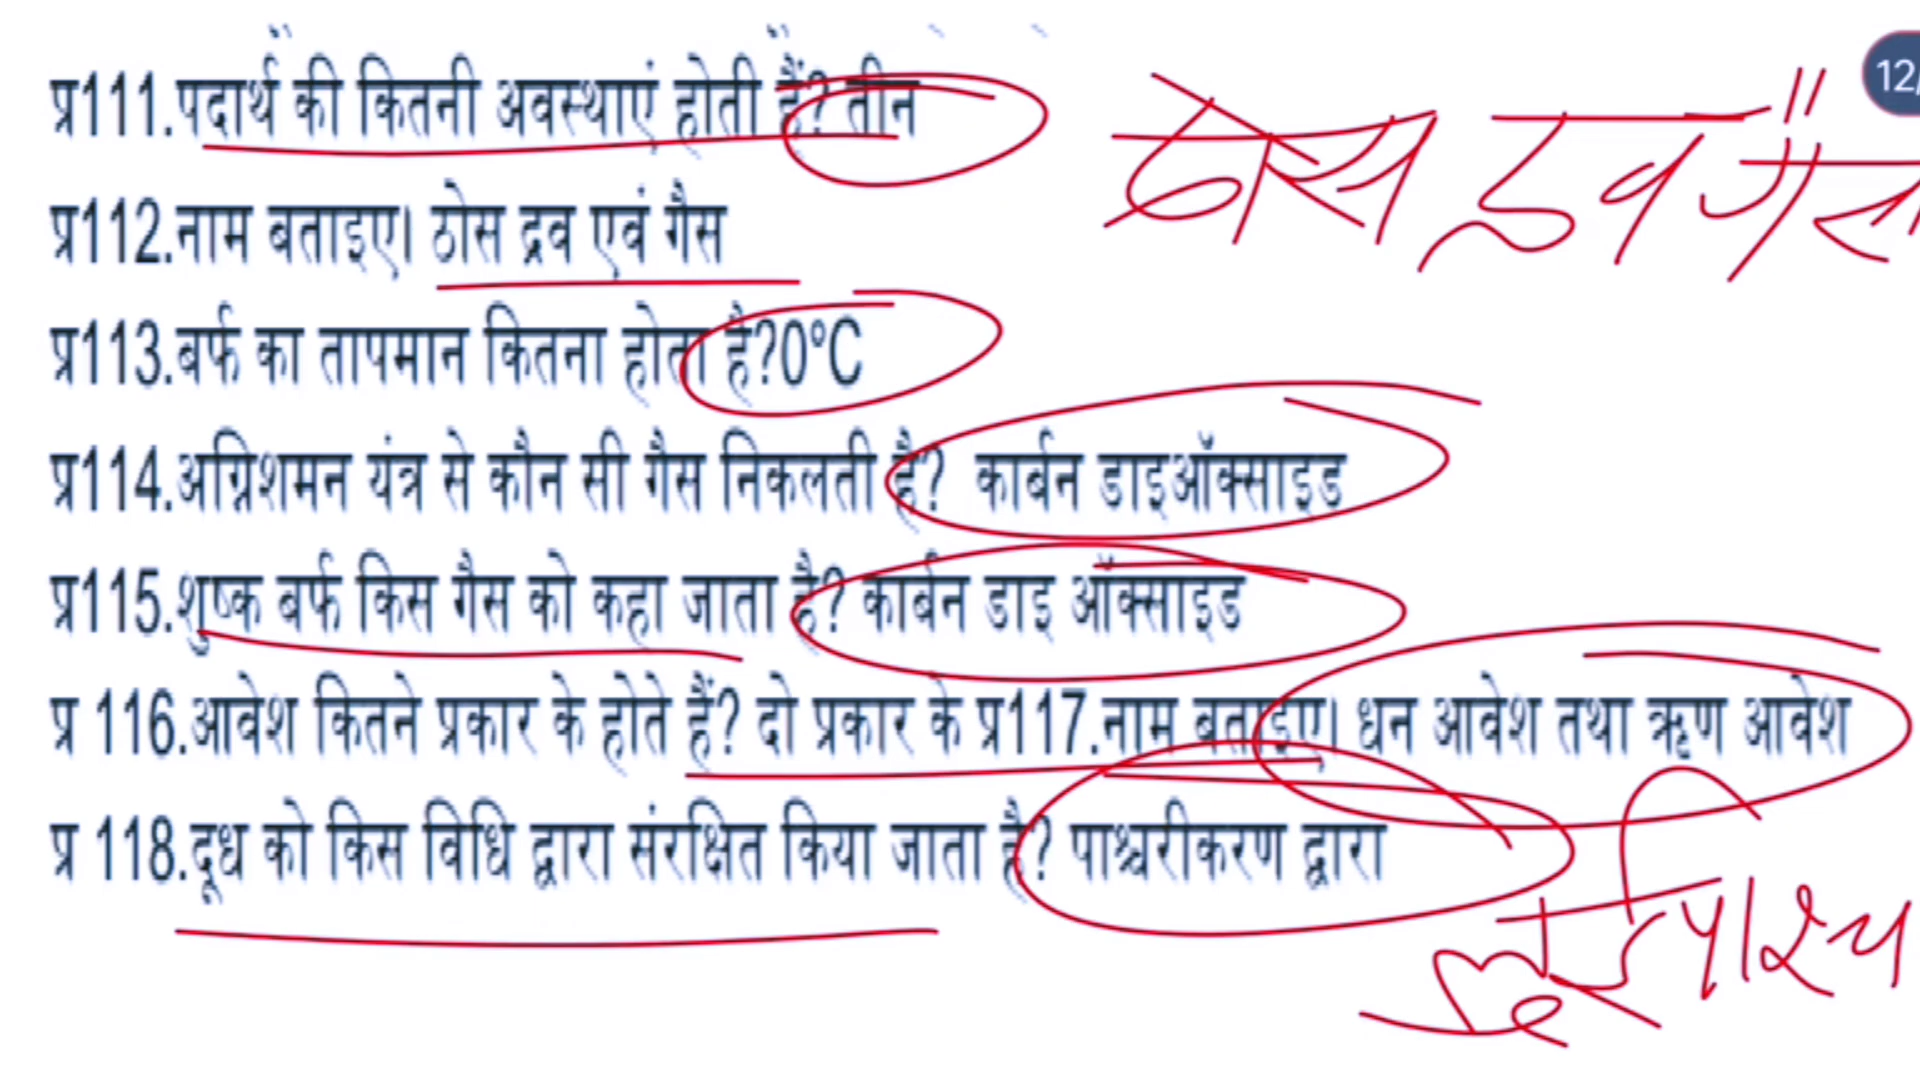 प्र111.पदार्थ की कितनी अवस्थाएं होती हैं? तीन
ठोस द्रव गैस
12/
प्र112.नाम बताइए। ठोस द्रव एवं गैस
प्र113.बर्फ का तापमान कितना होता है?0°C
प्र114.अग्निशमन यंत्र से कौन सी गैस निकलती है? कार्बन डाइऑक्साइड
प्र115.शुष्क बर्फ किस गैस को कहा जाता है? कार्बन डाइ ऑक्साइड
प्र 116.आवेश कितने प्रकार के होते हैं? दो प्रकार के प्र117.नाम बताइए। धन आवेश तथा ऋण आवेश
प्र 118.दूध को किस विधि द्वारा संरक्षित किया जाता है? पाश्चरीकरण द्वारा